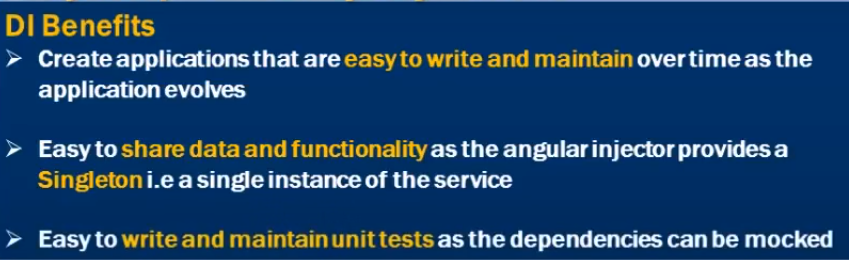 DI Benefits
➢ Create applications that are easy to write and maintain over time as the
application evolves
➢ Easy to share data and functionality as the angular injector provides a
Singleton i.e a single instance of the service
➢ Easy to write and maintain unit tests as the dependencies can be mocked